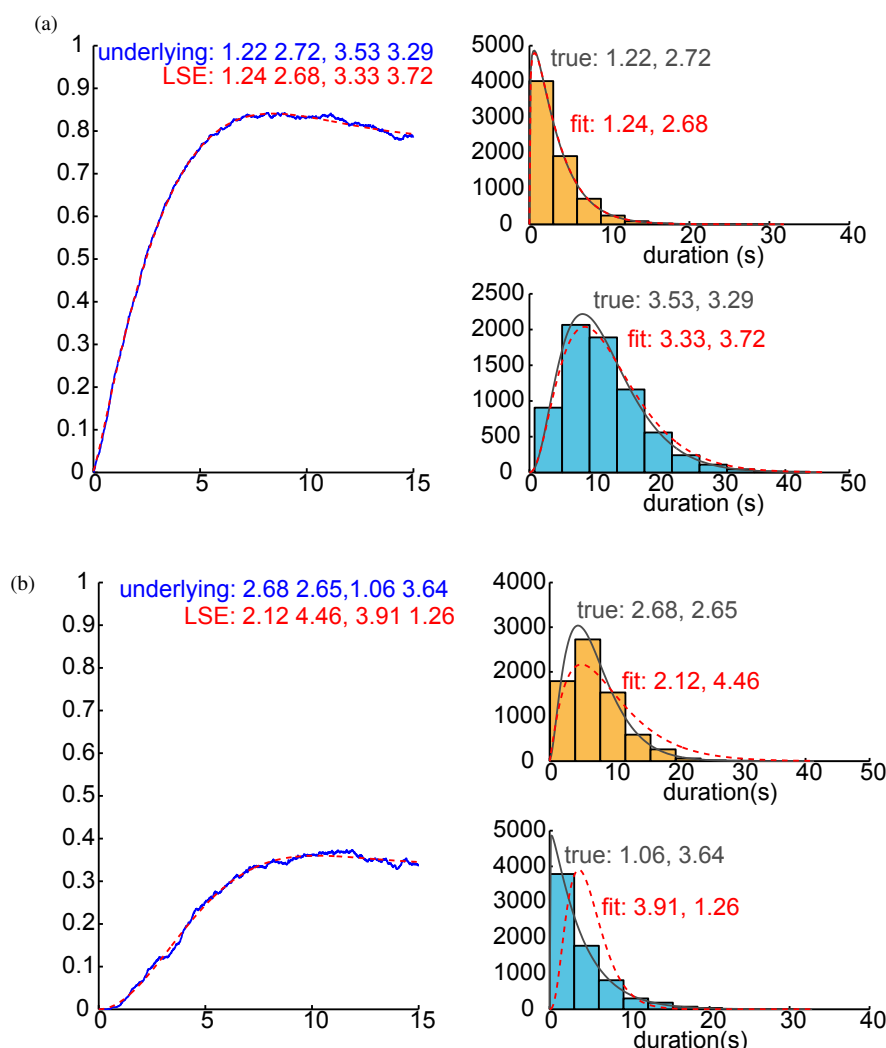 (a)
underlying: 1.22 2.72, 3.53 3.29
LSE: 1.24 2.68, 3.33 3.72
1
0.9
0.8
0.7
0.6
0.5
0.4
0.3
0.2
0.1
0
0 5 10 15
5000
4000
3000
2000
1000
0
true: 1.22, 2.72
fit: 1.24, 2.68
0 10 20 30 40
duration (s)
2500
2000
1500
1000
500
0
true: 3.53, 3.29
fit: 3.33, 3.72
0 10 20 30 40 50
duration (s)
(b)
underlying: 2.68 2.65,1.06 3.64
LSE: 2.12 4.46, 3.91 1.26
1
0.9
0.8
0.7
0.6
0.5
0.4
0.3
0.2
0.1
0
0 5 10 15
4000
3000
2000
1000
0
true: 2.68, 2.65
fit: 2.12, 4.46
0 10 20 30 40 50
duration(s)
5000
4000
3000
2000
1000
0
true: 1.06, 3.64
fit: 3.91, 1.26
0 10 20 30 40
duration(s)